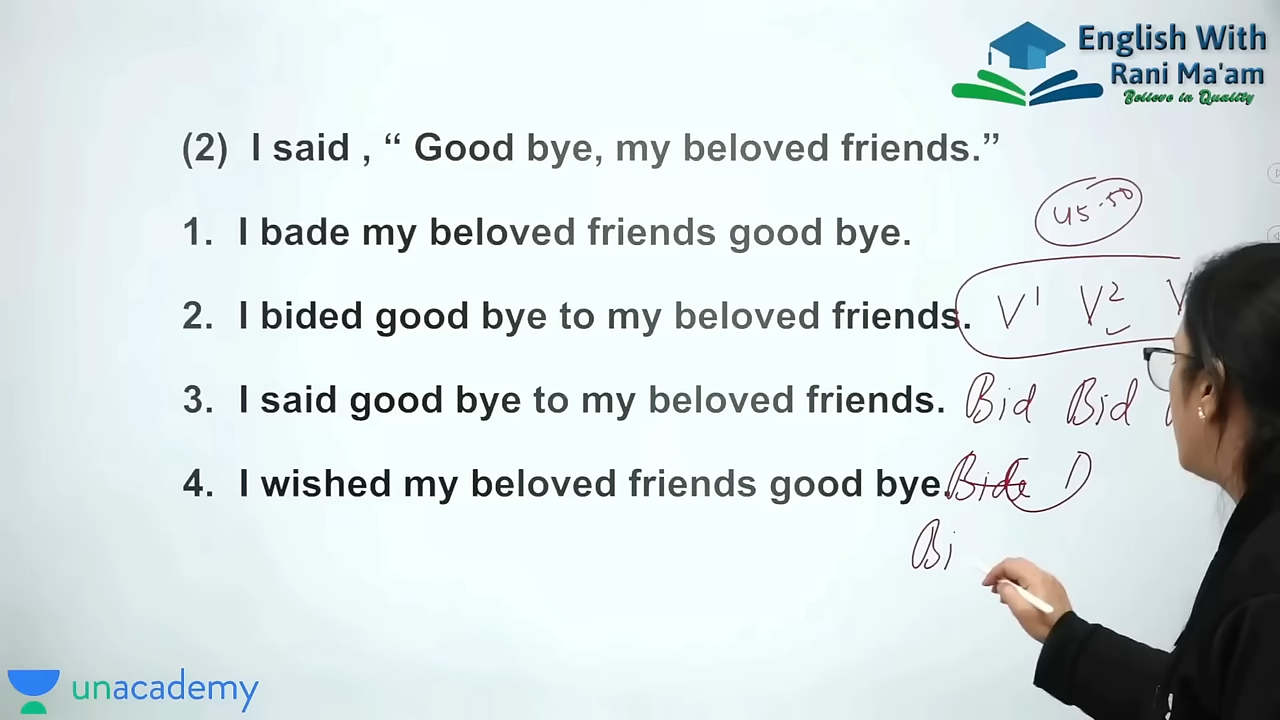 English With
Rani Ma'am
Believe in Quality
(2) I said , “ Good bye, my beloved friends.”
45-50
1. I bade my beloved friends good bye.
2. I bided good bye to my beloved friends.
V1 V2 V
3. I said good bye to my beloved friends.
Bid Bid
4. I wished my beloved friends good bye.
Bide D
Bi
unacademy